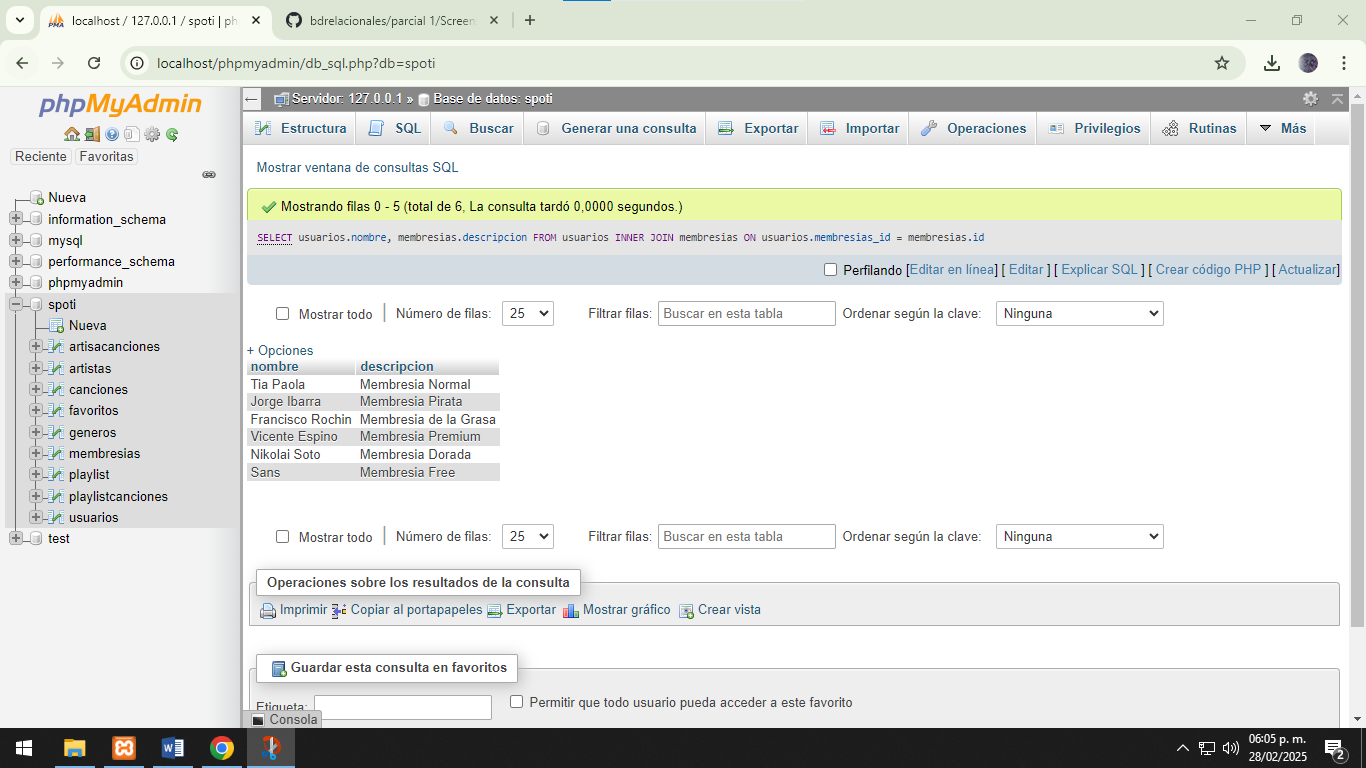 localhost / 127.0.0.1 / spoti | ph
bdrelacionales/parcial 1/Screen
localhost/phpmyadmin/db_sql.php?db=spoti
phpMyAdmin
Reciente Favoritas
Nueva
information_schema
mysql
performance_schema
phpmyadmin
spoti
Nueva
artisacanciones
artistas
canciones
favoritos
generos
membresias
playlist
playlistcanciones
usuarios
test
Servidor: 127.0.0.1 » Base de datos: spoti
Estructura SQL Buscar Generar una consulta Exportar Importar Operaciones Privilegios Rutinas Más
Mostrar ventana de consultas SQL
Mostrando filas 0 - 5 (total de 6, La consulta tardó 0,0000 segundos.)
SELECT usuarios.nombre, membresias.descripcion FROM usuarios INNER JOIN membresias ON usuarios.membresias_id = membresias.id
Perfilando [Editar en línea] [ Editar ] [ Explicar SQL ] [ Crear código PHP ] [ Actualizar]
Mostrar todo | Número de filas: 25 Filtrar filas: Buscar en esta tabla Ordenar según la clave: Ninguna
+ Opciones
nombre descripcion
Tia Paola Membresia Normal
Jorge Ibarra Membresia Pirata
Francisco Rochin Membresia de la Grasa
Vicente Espino Membresia Premium
Nikolai Soto Membresia Dorada
Sans Membresia Free
Mostrar todo | Número de filas: 25 Filtrar filas: Buscar en esta tabla Ordenar según la clave: Ninguna
Operaciones sobre los resultados de la consulta
Imprimir Copiar al portapapeles Exportar Mostrar gráfico Crear vista
Guardar esta consulta en favoritos
Etiqueta: Permitir que todo usuario pueda acceder a este favorito
Consola
06:05 p. m.
28/02/2025
2